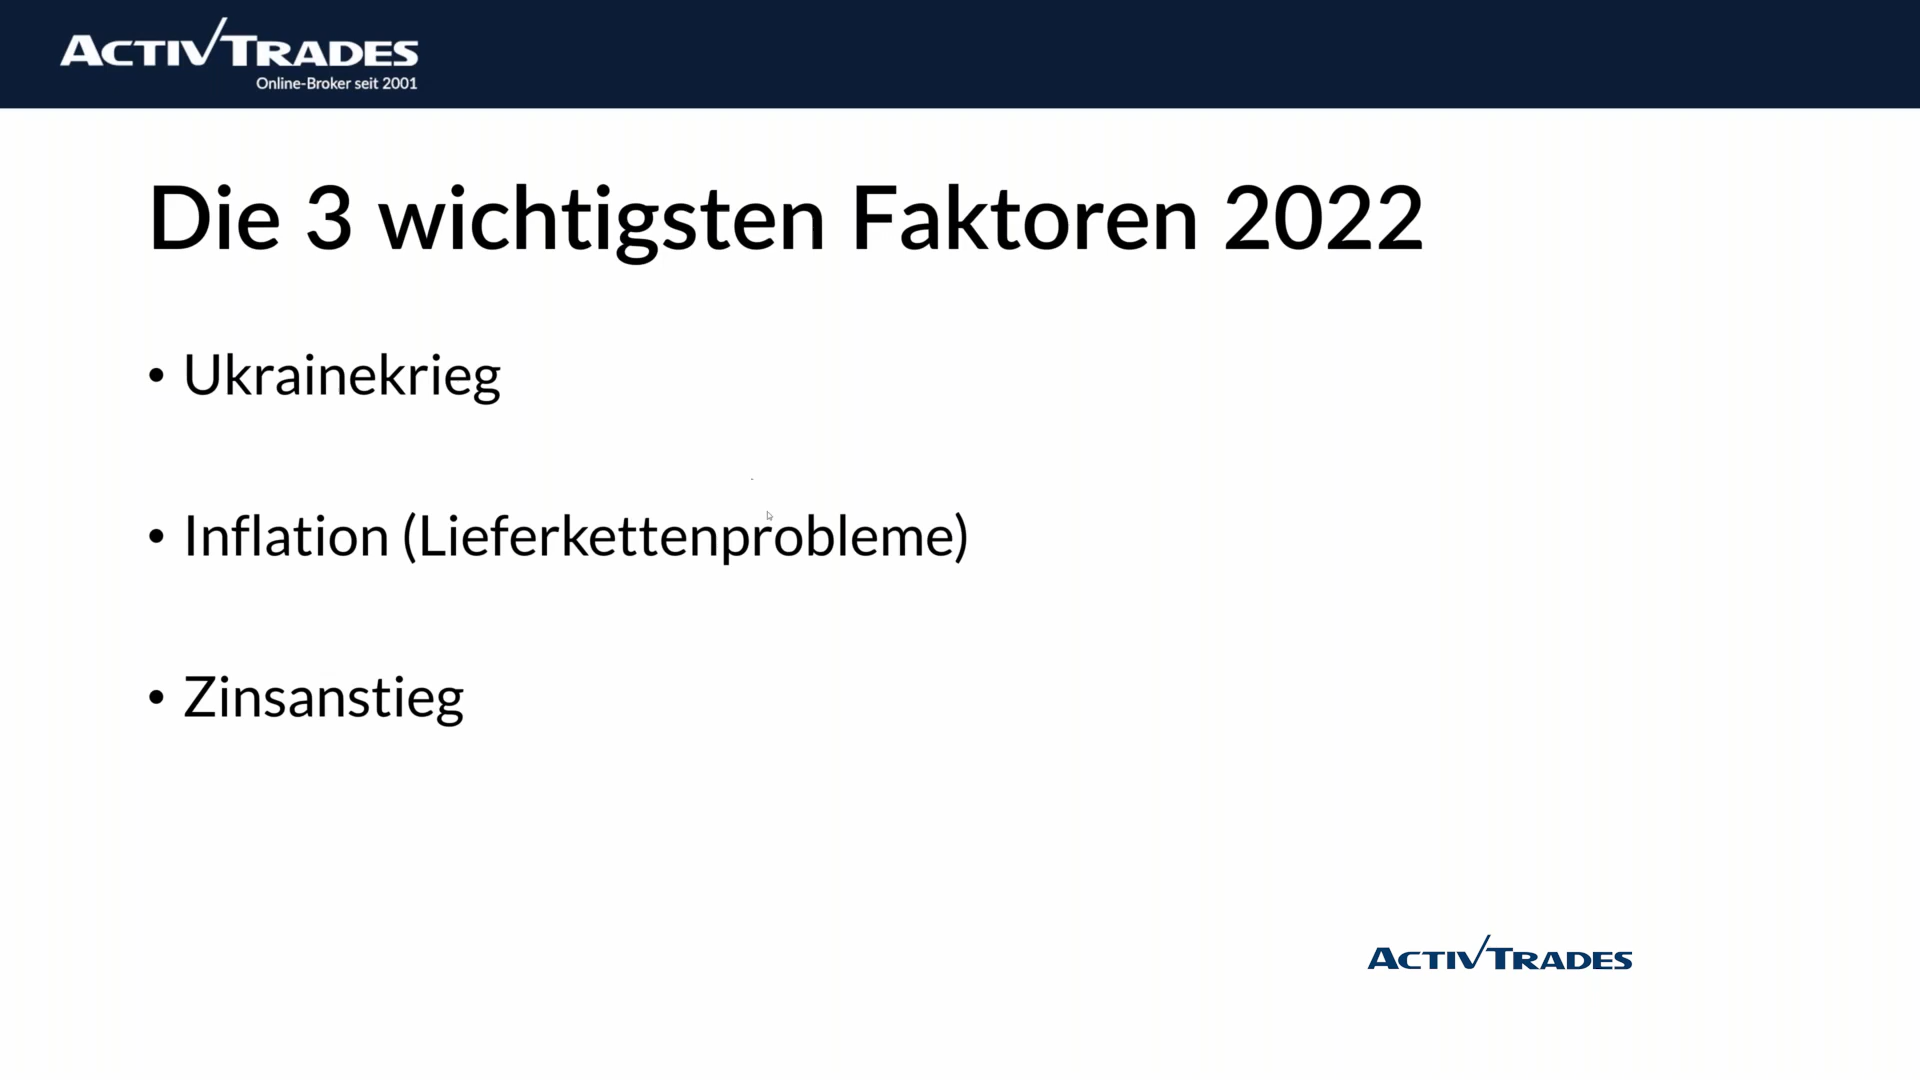 ACTIVTRADES
Online-Broker seit 2001
Die 3 wichtigsten Faktoren 2022
• Ukrainekrieg
• Inflation (Lieferkettenprobleme)
• Zinsanstieg
ACTIVTRADES